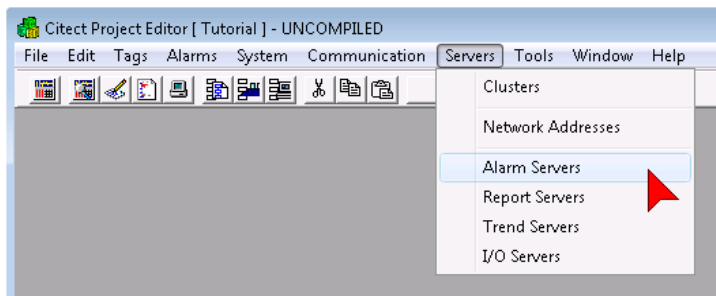 Citect Project Editor [ Tutorial ] - UNCOMPILED
File Edit Tags Alarms System Communication Servers Tools Window Help
Clusters
Network Addresses
Alarm Servers
Report Servers
Trend Servers
I/O Servers